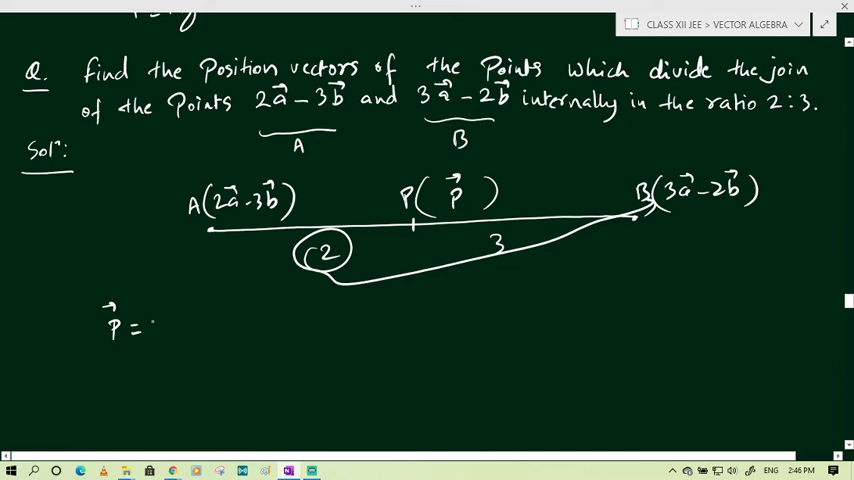 CLASS XII JEE > VECTOR ALGEBRA
Q. Find the Position vectors of the Points which divide the join
of the Points 2a⃗ - 3b⃗ and 3a⃗ - 2b⃗ internally in the ratio 2:3.
A B
Solⁿ:
A(2a⃗ - 3b⃗) P(P⃗) B(3a⃗ - 2b⃗)
2 3
P⃗ =
ENG 2:46 PM